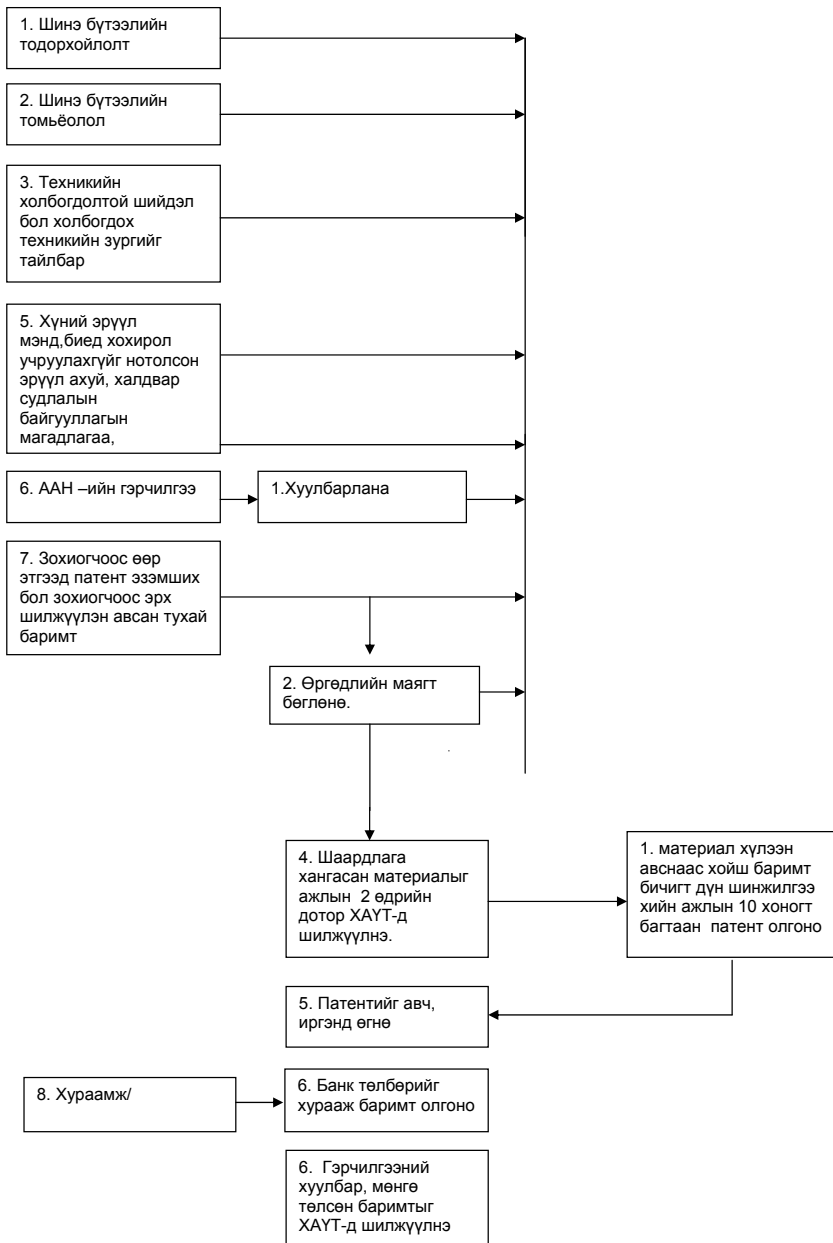 1. Шинэ бүтээлийн
тодорхойлолт
2. Шинэ бүтээлийн
томьёолол
3. Техникийн
холбогдолтой шийдэл
бол холбогдох
техникийн зургийг
тайлбар
5. Хүний эрүүл
мэнд,биед хохирол
учруулахгүйг нотолсон
эрүүл ахуй, халдвар
судлалын
байгууллагын
магадлагаа,
6. ААН –ийн гэрчилгээ
1.Хуулбарлана
7. Зохиогчоос өөр
этгээд патент эзэмших
бол зохиогчоос эрх
шилжүүлэн авсан тухай
баримт
2. Өргөдлийн маягт
бөглөнө.
4. Шаардлага
хангасан материалыг
ажлын 2 өдрийн
дотор ХАҮТ-д
шилжүүлнэ.
1. материал хүлээн
авснаас хойш баримт
бичигт дүн шинжилгээ
хийн ажлын 10 хоногт
багтаан патент олгоно
5. Патентийг авч,
иргэнд өгнө
8. Хураамж/
6. Банк төлбөрийг
хурааж баримт олгоно
6. Гэрчилгээний
хуулбар, мөнгө
төлсөн баримтыг
ХАҮТ-д шилжүүлнэ